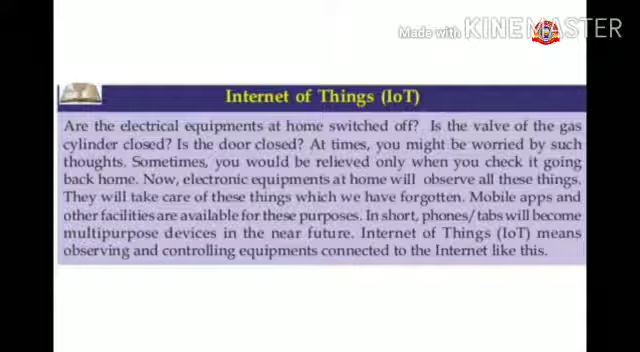 Made with KINEMASTER
Internet of Things (IoT)
Are the electrical equipments at home switched off? Is the valve of the gas
cylinder closed? Is the door closed? At times, you might be worried by such
thoughts. Sometimes, you would be relieved only when you check it going
back home. Now, electronic equipments at home will observe all these things.
They will take care of these things which we have forgotten. Mobile apps and
other facilities are available for these purposes. In short, phones/tabs will become
multipurpose devices in the near future. Internet of Things (IoT) means
observing and controlling equipments connected to the Internet like this.